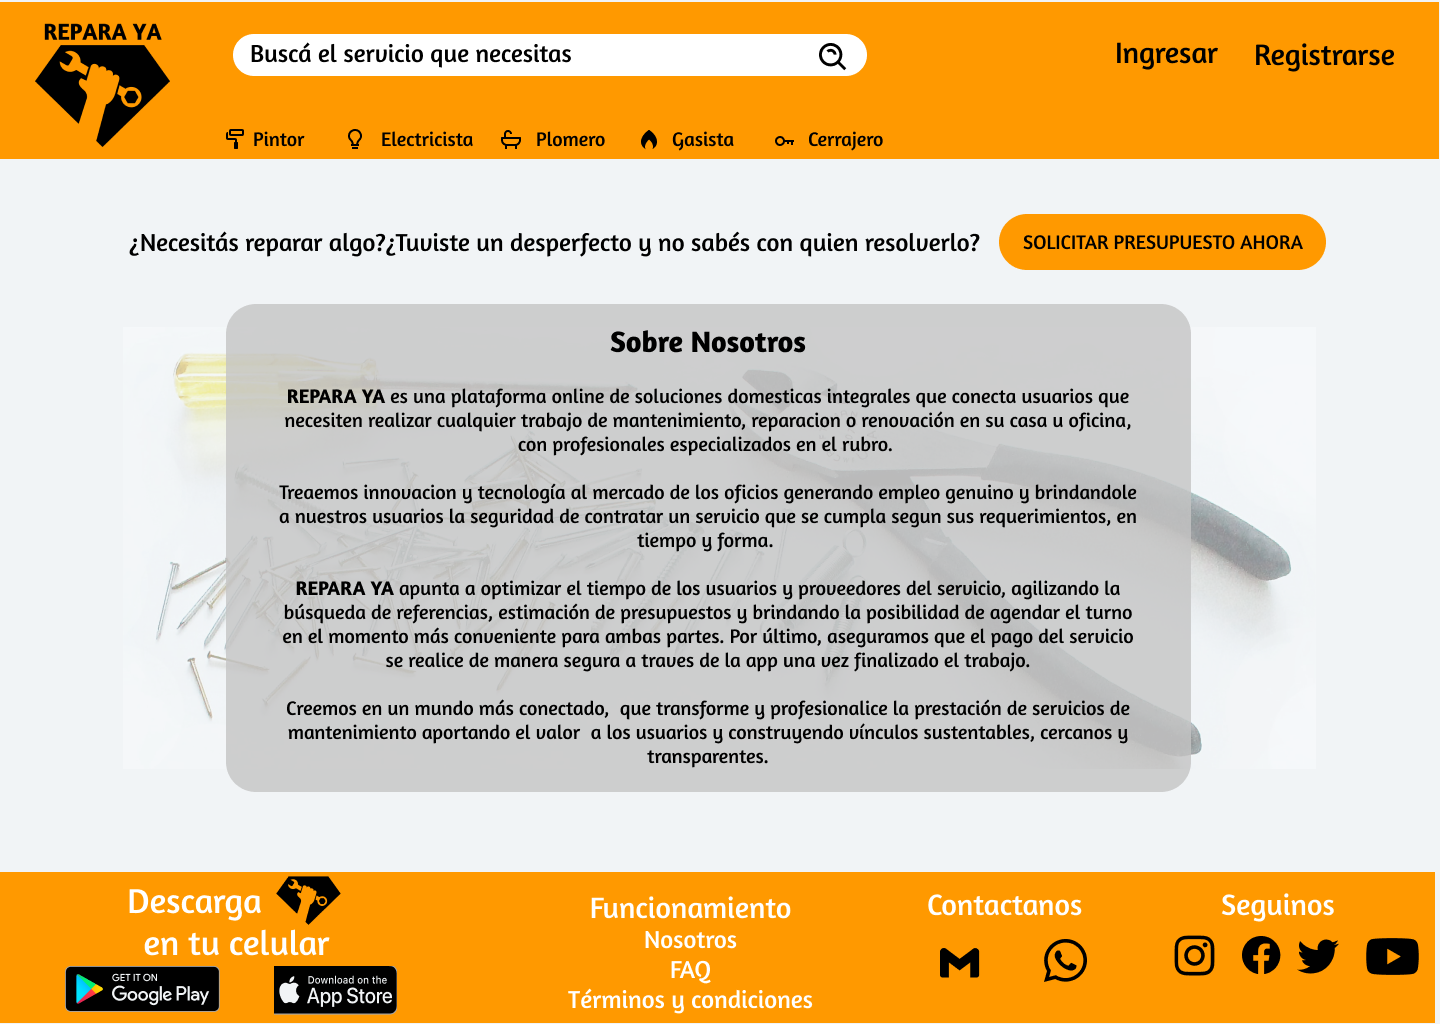 REPARA YA
Buscá el servicio que necesitas
Ingresar
Registrarse
Pintor
Electricista
Plomero
Gasista
Cerrajero
¿Necesitás reparar algo?¿Tuviste un desperfecto y no sabés con quien resolverlo?
SOLICITAR PRESUPUESTO AHORA
Sobre Nosotros
REPARA YA es una plataforma online de soluciones domesticas integrales que conecta usuarios que
necesiten realizar cualquier trabajo de mantenimiento, reparacion o renovación en su casa u oficina,
con profesionales especializados en el rubro.
Treaemos innovacion y tecnología al mercado de los oficios generando empleo genuino y brindandole
a nuestros usuarios la seguridad de contratar un servicio que se cumpla segun sus requerimientos, en
tiempo y forma.
REPARA YA apunta a optimizar el tiempo de los usuarios y proveedores del servicio, agilizando la
búsqueda de referencias, estimación de presupuestos y brindando la posibilidad de agendar el turno
en el momento más conveniente para ambas partes. Por último, aseguramos que el pago del servicio
se realice de manera segura a traves de la app una vez finalizado el trabajo.
Creemos en un mundo más conectado,  que transforme y profesionalice la prestación de servicios de
mantenimiento aportando el valor  a los usuarios y construyendo vínculos sustentables, cercanos y
transparentes.
Descarga
en tu celular
GET IT ON
Google Play
Download on the
App Store
Funcionamiento
Nosotros
FAQ
Términos y condiciones
Contactanos
Seguinos